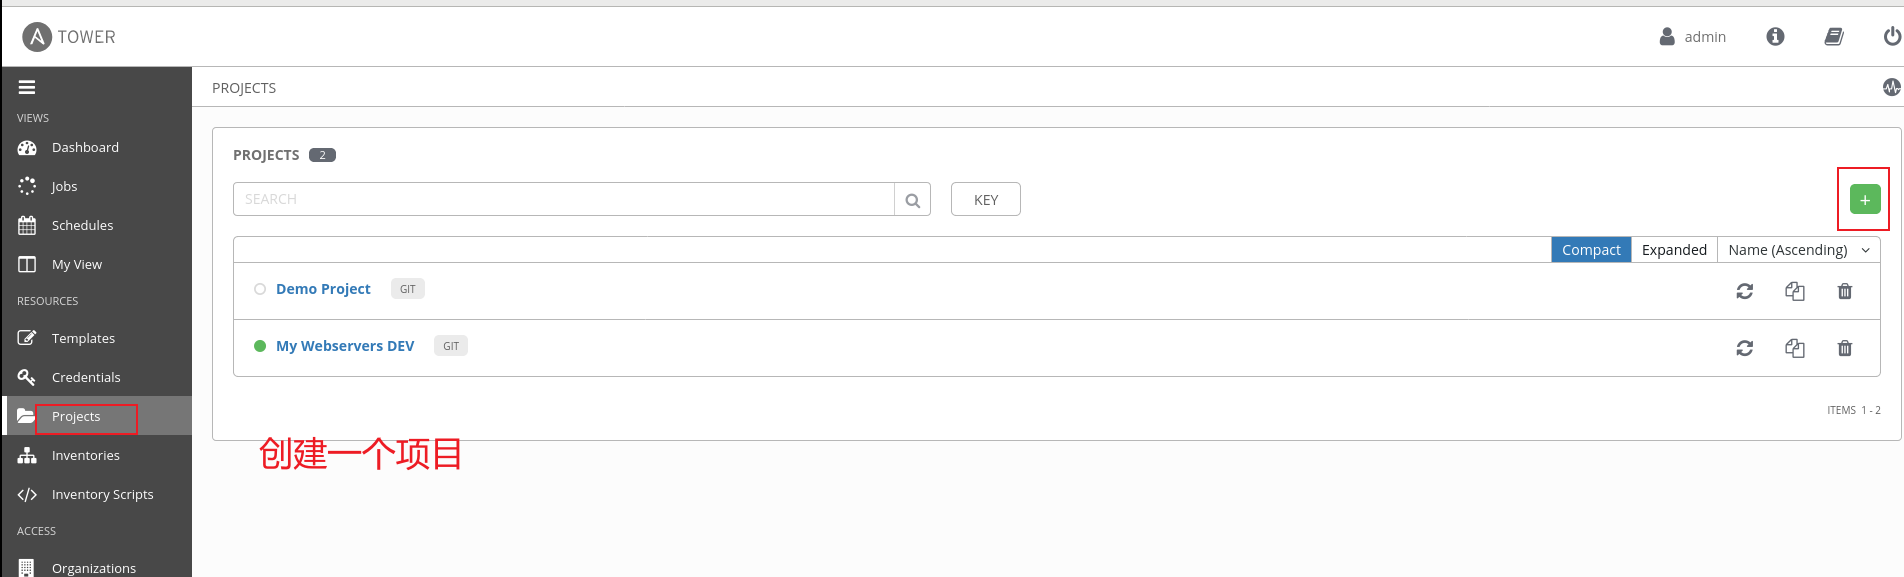 TOWER
admin
PROJECTS
VIEWS
Dashboard
Jobs
Schedules
My View
RESOURCES
Templates
Credentials
Projects
Inventories
Inventory Scripts
ACCESS
Organizations
PROJECTS 2
SEARCH
KEY
+
Compact Expanded Name (Ascending)
Demo Project GIT
My Webservers DEV GIT
ITEMS 1 - 2
创建一个项目